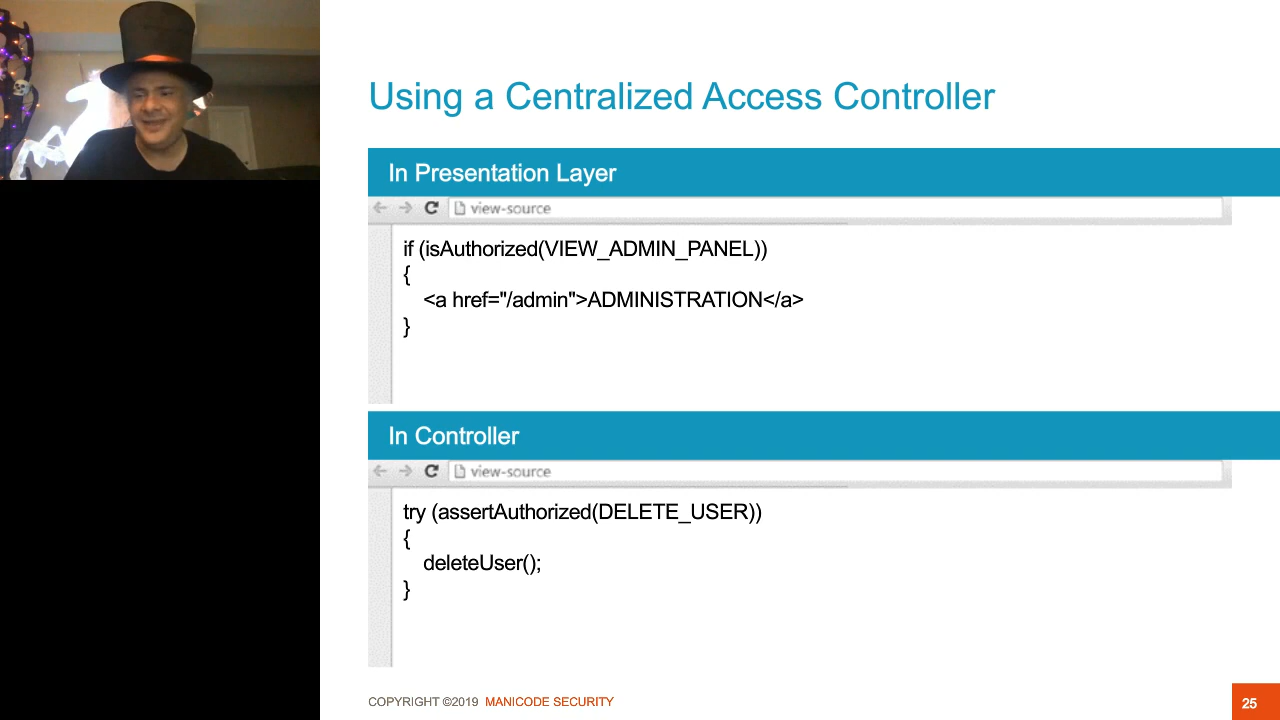 Using a Centralized Access Controller
In Presentation Layer
view-source
if (isAuthorized(VIEW_ADMIN_PANEL))
{
<a href="/admin">ADMINISTRATION</a>
}
In Controller
view-source
try (assertAuthorized(DELETE_USER))
{
deleteUser();
}
COPYRIGHT ©2019 MANICODE SECURITY
25